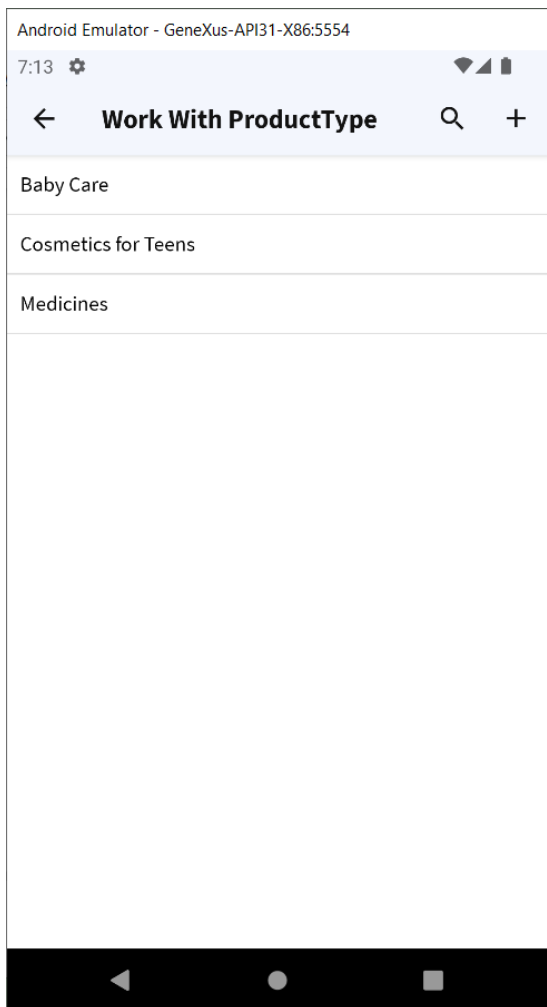 Android Emulator - GeneXus-API31-X86:5554
7:13
Work With ProductType
Baby Care
Cosmetics for Teens
Medicines